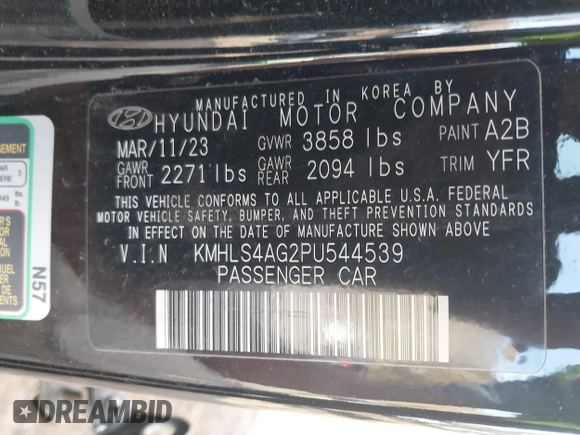 MANUFACTURED IN KOREA BY
HYUNDAI MOTOR COMPANY
MAR/11/23 GVWR 3858 lbs PAINT A2B
GAWR FRONT 2271 lbs GAWR REAR 2094 lbs TRIM YFR
THIS VEHICLE CONFORMS TO ALL APPLICABLE U.S.A. FEDERAL
MOTOR VEHICLE SAFETY, BUMPER, AND THEFT PREVENTION STANDARDS
IN EFFECT ON THE DATE OF MANUFACTURE SHOWN ABOVE.
V.I.N KMHLS4AG2PU544539
PASSENGER CAR
N57
DREAMBID